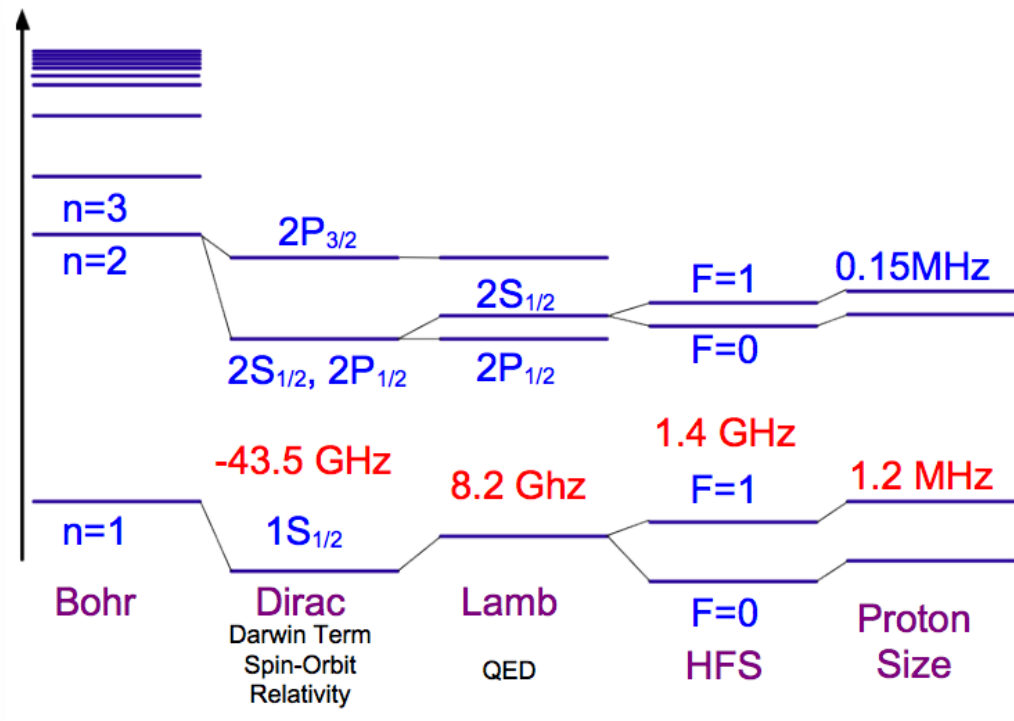 n=3
n=2
n=1
Bohr
2P3/2
2S1/2, 2P1/2
-43.5 GHz
1S1/2
Dirac
Darwin Term
Spin-Orbit
Relativity
2S1/2
2P1/2
8.2 Ghz
Lamb
QED
F=1
F=0
1.4 GHz
F=1
F=0
HFS
0.15MHz
1.2 MHz
Proton
Size